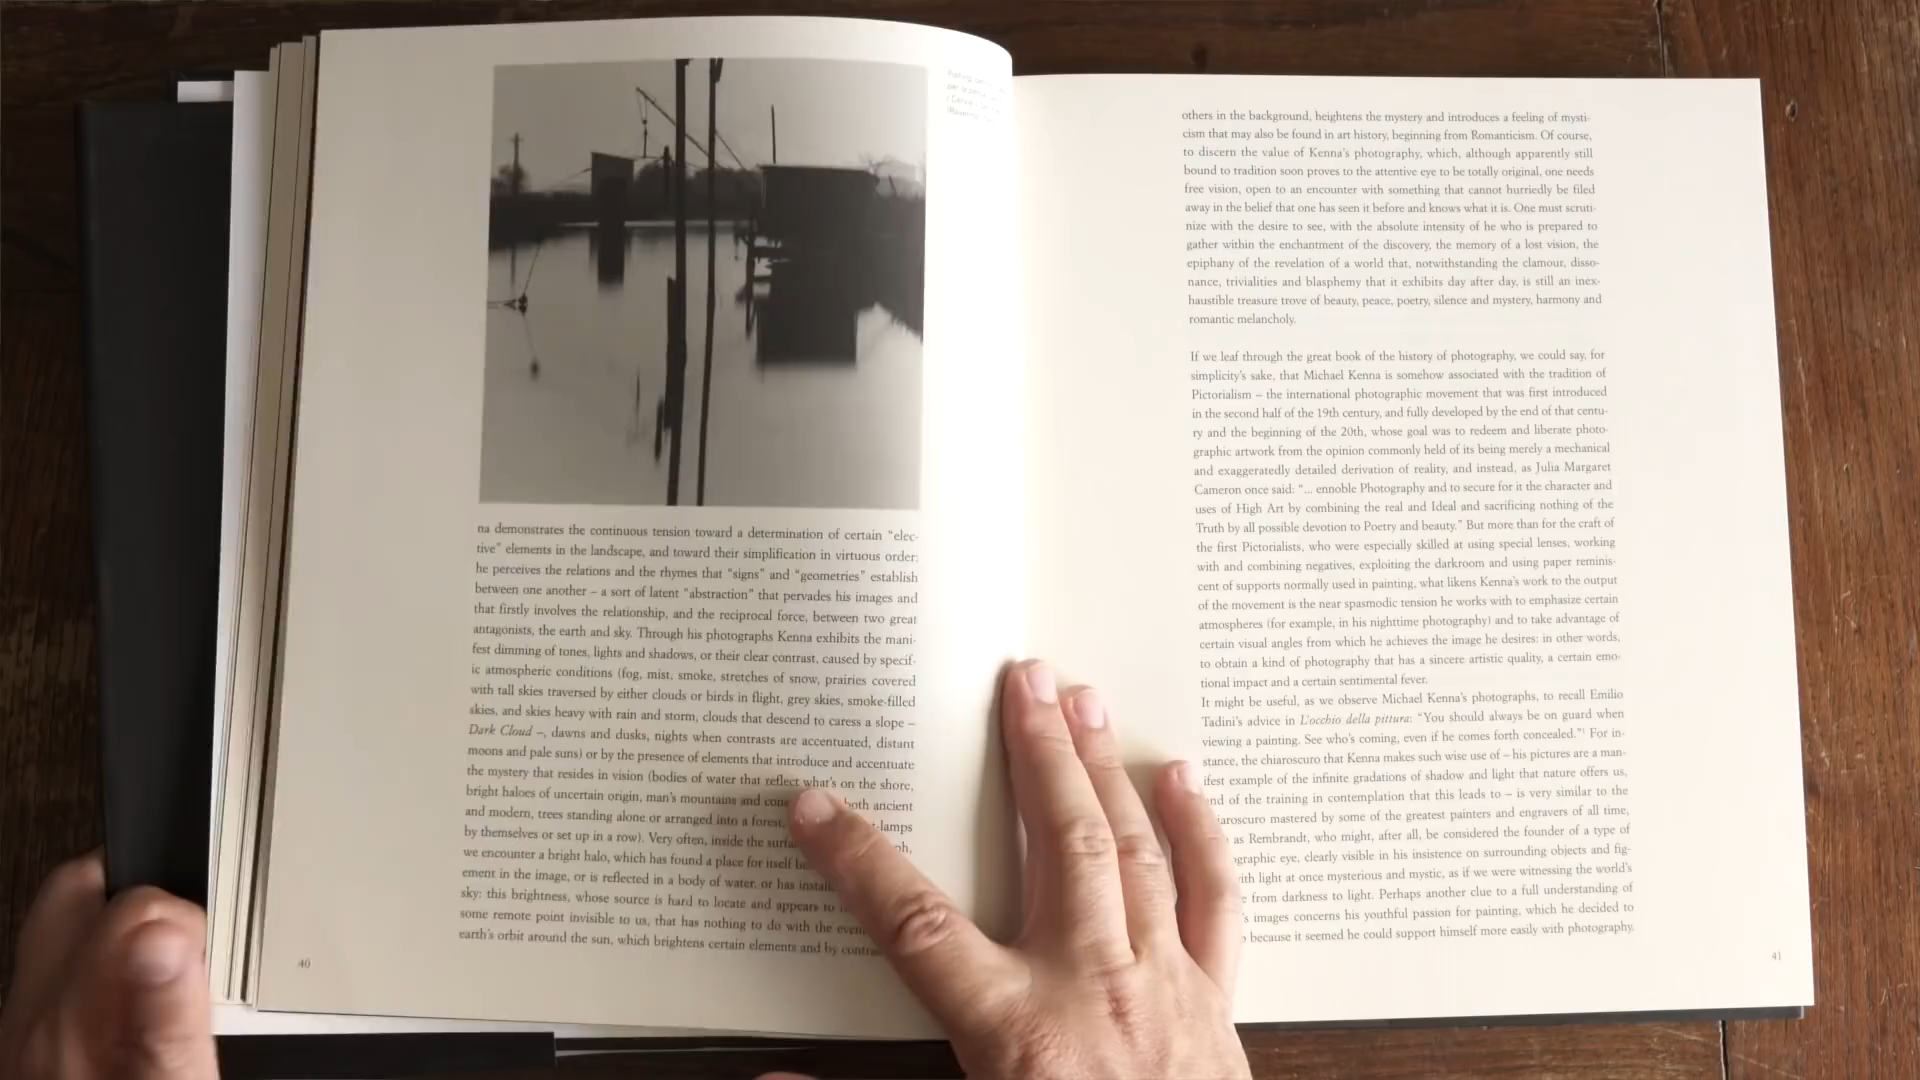 na demonstrates the continuous tension toward a determination of certain “elec-
tive” elements in the landscape, and toward their simplification in virtuous order:
he perceives the relations and the rhymes that “signs” and “geometries” establish
between one another – a sort of latent “abstraction” that pervades his images and
that firstly involves the relationship, and the reciprocal force, between two great
antagonists, the earth and sky. Through his photographs Kenna exhibits the mani-
fest dimming of tones, lights and shadows, or their clear contrast, caused by specif-
ic atmospheric conditions (fog, mist, smoke, stretches of snow, prairies covered
with tall skies traversed by either clouds or birds in flight, grey skies, smoke-filled
skies, and skies heavy with rain and storm, clouds that descend to caress a slope –
Dark Cloud –, dawns and dusks, nights when contrasts are accentuated, distant
moons and pale suns) or by the presence of elements that introduce and accentuate
the mystery that resides in vision (bodies of water that reflect what’s on the shore,
bright haloes of uncertain origin, man’s mountains and both ancient
and modern, trees standing alone or arranged into a forest, -lamps
by themselves or set up in a row). Very often, inside the
we encounter a bright halo, which has found a place for itself
ement in the image, or is reflected in a body of water, or has
sky: this brightness, whose source is hard to locate and appears to
some remote point invisible to us, that has nothing to do with the
earth’s orbit around the sun, which brightens certain elements and by
40
others in the background, heightens the mystery and introduces a feeling of mysti-
cism that may also be found in art history, beginning from Romanticism. Of course,
to discern the value of Kenna’s photography, which, although apparently still
bound to tradition soon proves to the attentive eye to be totally original, one needs
free vision, open to an encounter with something that cannot hurriedly be filed
away in the belief that one has seen it before and knows what it is. One must scruti-
nize with the desire to see, with the absolute intensity of he who is prepared to
gather within the enchantment of the discovery, the memory of a lost vision, the
epiphany of the revelation of a world that, notwithstanding the clamour, disso-
nance, trivialities and blasphemy that it exhibits day after day, is still an inex-
haustible treasure trove of beauty, peace, poetry, silence and mystery, harmony and
romantic melancholy.
If we leaf through the great book of the history of photography, we could say, for
simplicity’s sake, that Michael Kenna is somehow associated with the tradition of
Pictorialism – the international photographic movement that was first introduced
in the second half of the 19th century, and fully developed by the end of that centu-
ry and the beginning of the 20th, whose goal was to redeem and liberate photo-
graphic artwork from the opinion commonly held of its being merely a mechanical
and exaggeratedly detailed derivation of reality, and instead, as Julia Margaret
Cameron once said: “... ennoble Photography and to secure for it the character and
uses of High Art by combining the real and Ideal and sacrificing nothing of the
Truth by all possible devotion to Poetry and beauty.” But more than for the craft of
the first Pictorialists, who were especially skilled at using special lenses, working
with and combining negatives, exploiting the darkroom and using paper reminis-
cent of supports normally used in painting, what likens Kenna’s work to the output
of the movement is the near spasmodic tension he works with to emphasize certain
atmospheres (for example, in his nighttime photography) and to take advantage of
certain visual angles from which he achieves the image he desires: in other words,
to obtain a kind of photography that has a sincere artistic quality, a certain emo-
tional impact and a certain sentimental fever.
It might be useful, as we observe Michael Kenna’s photographs, to recall Emilio
Tadini’s advice in L’occhio della pittura: “You should always be on guard when
viewing a painting. See who’s coming, even if he comes forth concealed.”¹ For in-
stance, the chiaroscuro that Kenna makes such wise use of – his pictures are a man-
ifest example of the infinite gradations of shadow and light that nature offers us,
and of the training in contemplation that this leads to – is very similar to the
iaroscuro mastered by some of the greatest painters and engravers of all time,
as Rembrandt, who might, after all, be considered the founder of a type of
ographic eye, clearly visible in his insistence on surrounding objects and fig-
ith light at once mysterious and mystic, as if we were witnessing the world’s
from darkness to light. Perhaps another clue to a full understanding of
’s images concerns his youthful passion for painting, which he decided to
because it seemed he could support himself more easily with photography.
41